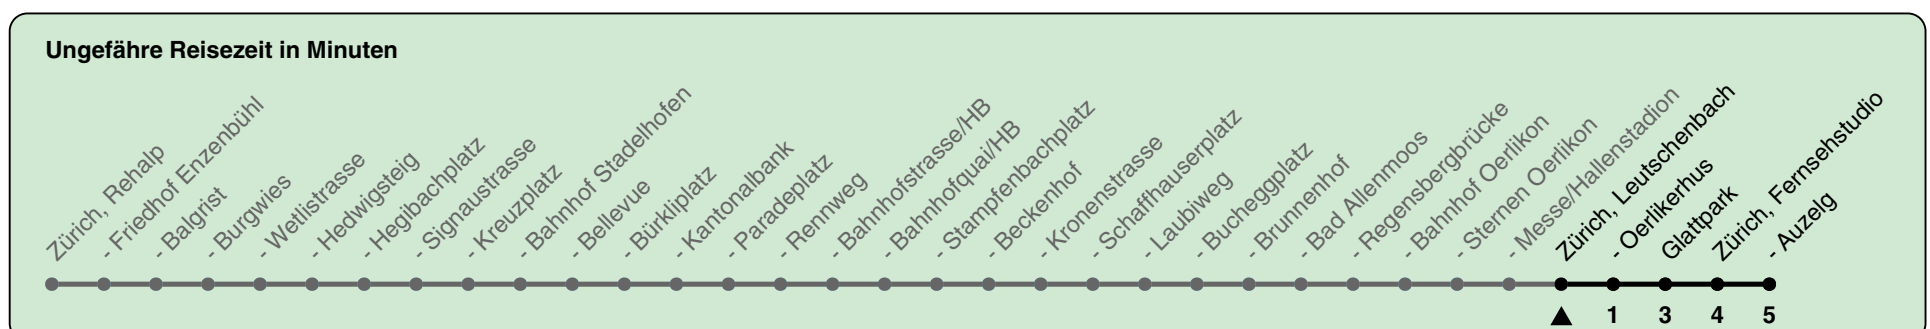 Ungefähre Reisezeit in Minuten
Zürich, Rehalp
- Friedhof Enzenbühl
- Balgrist
- Burgwies
- Wetlistrasse
- Hedwigsteig
- Hegibachplatz
- Signaustrasse
- Kreuzplatz
- Bahnhof Stadelhofen
- Bellevue
- Bürkliplatz
- Kantonalbank
- Paradeplatz
- Rennweg
- Bahnhofstrasse/HB
- Bahnhofquai/HB
- Stampfenbachplatz
- Beckenhof
- Kronenstrasse
- Schaffhauserplatz
- Laubiweg
- Bucheggplatz
- Brunnenhof
- Bad Allenmoos
- Regensbergbrücke
- Bahnhof Oerlikon
- Sternen Oerlikon
- Messe/Hallenstadion
Zürich, Leutschenbach
- Oerlikerhus
Glattpark
Zürich, Fernsehstudio
- Auzelg
1 3 4 5